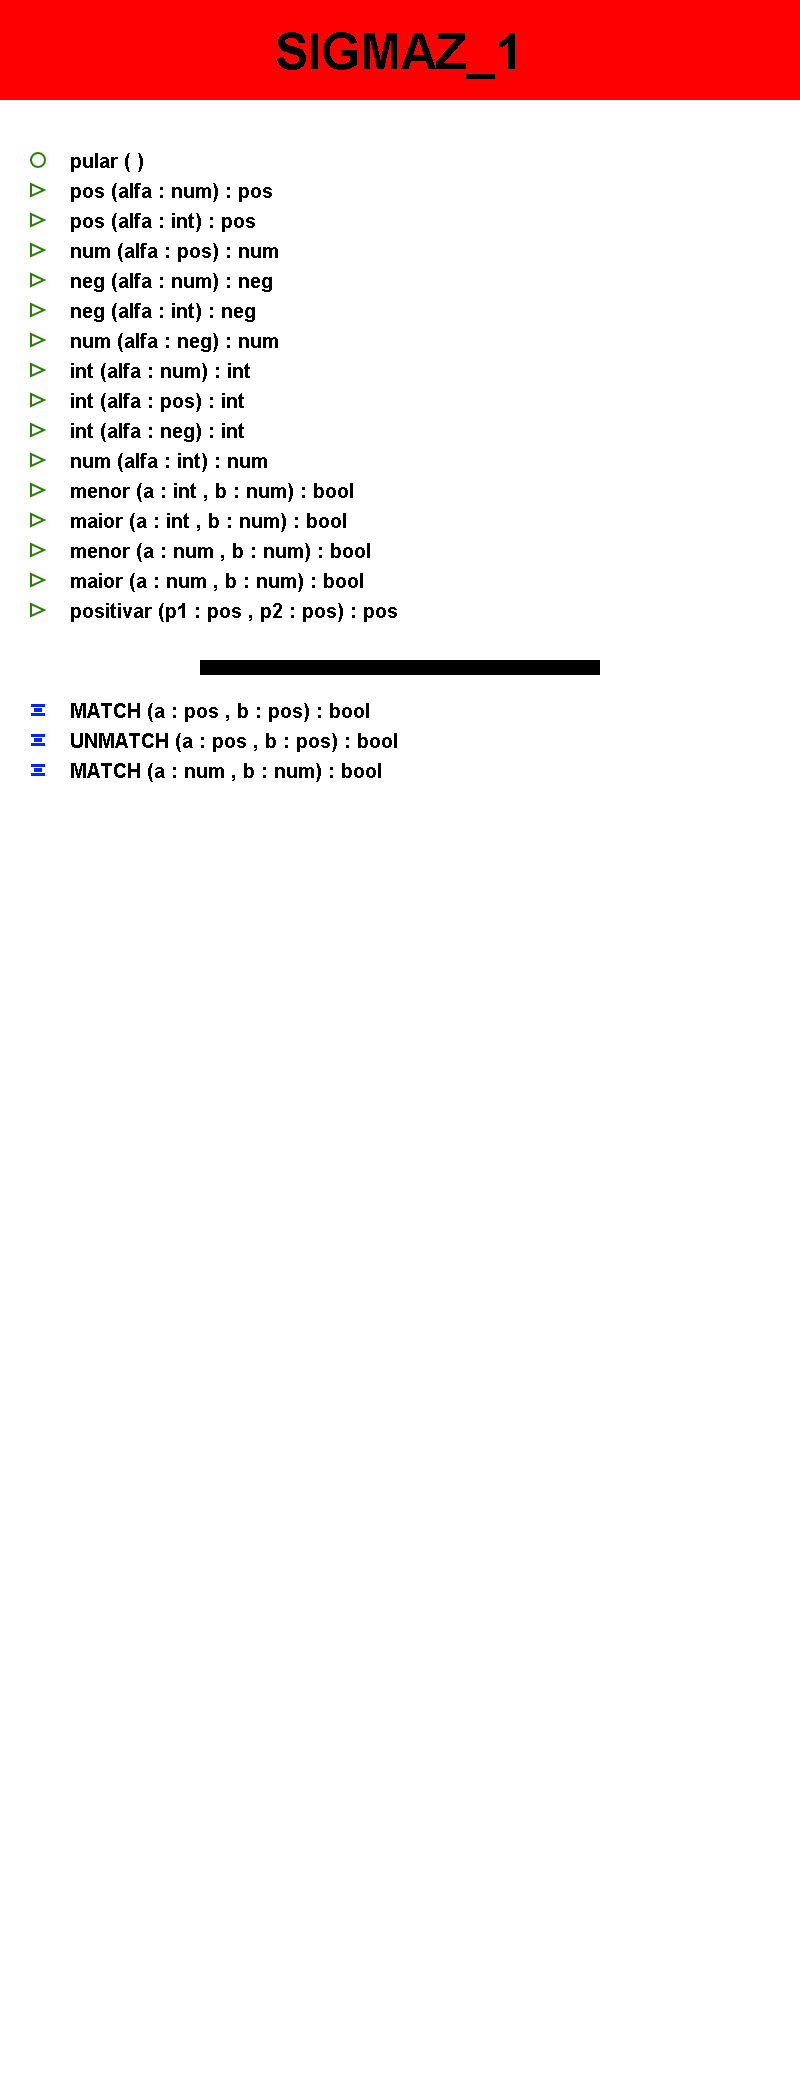 SIGMAZ_1
pular ( )
pos (alfa : num) : pos
pos (alfa : int) : pos
num (alfa : pos) : num
neg (alfa : num) : neg
neg (alfa : int) : neg
num (alfa : neg) : num
int (alfa : num) : int
int (alfa : pos) : int
int (alfa : neg) : int
num (alfa : int) : num
menor (a : int , b : num) : bool
maior (a : int , b : num) : bool
menor (a : num , b : num) : bool
maior (a : num , b : num) : bool
positivar (p1 : pos , p2 : pos) : pos
MATCH (a : pos , b : pos) : bool
UNMATCH (a : pos , b : pos) : bool
MATCH (a : num , b : num) : bool